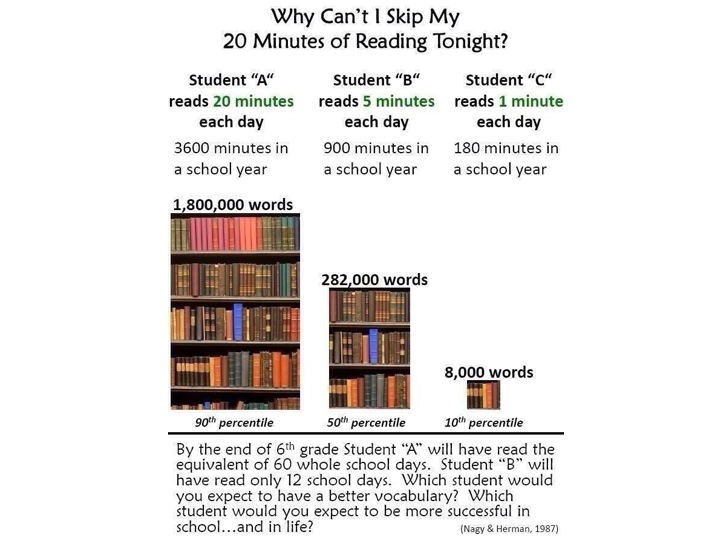 Why Can't I Skip My
20 Minutes of Reading Tonight?
Student “A“
reads 20 minutes
each day
3600 minutes in
a school year
1,800,000 words
90th percentile
Student “B“
reads 5 minutes
each day
900 minutes in
a school year
282,000 words
50th percentile
Student “C“
reads 1 minute
each day
180 minutes in
a school year
8,000 words
10th percentile
By the end of 6th grade Student “A” will have read the
equivalent of 60 whole school days. Student “B” will
have read only 12 school days. Which student would
you expect to have a better vocabulary? Which
student would you expect to be more successful in
school...and in life?
(Nagy & Herman, 1987)